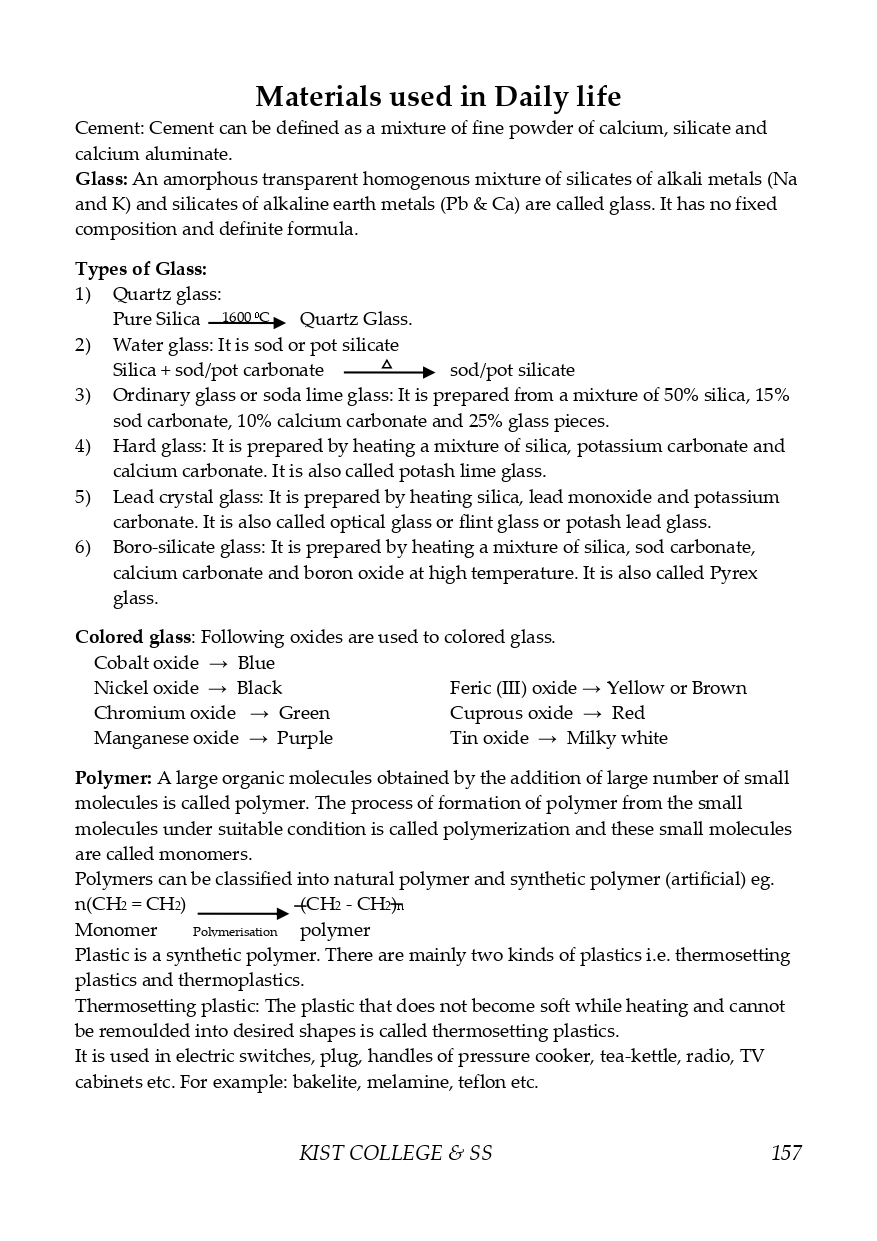 Materials used in Daily life
Cement: Cement can be defined as a mixture of fine powder of calcium, silicate and
calcium aluminate.
Glass: An amorphous transparent homogenous mixture of silicates of alkali metals (Na
and K) and silicates of alkaline earth metals (Pb & Ca) are called glass. It has no fixed
composition and definite formula.
Types of Glass:
1) Quartz glass:
Pure Silica 1600 ⁰C → Quartz Glass.
2) Water glass: It is sod or pot silicate
Silica + sod/pot carbonate Δ → sod/pot silicate
3) Ordinary glass or soda lime glass: It is prepared from a mixture of 50% silica, 15%
sod carbonate, 10% calcium carbonate and 25% glass pieces.
4) Hard glass: It is prepared by heating a mixture of silica, potassium carbonate and
calcium carbonate. It is also called potash lime glass.
5) Lead crystal glass: It is prepared by heating silica, lead monoxide and potassium
carbonate. It is also called optical glass or flint glass or potash lead glass.
6) Boro-silicate glass: It is prepared by heating a mixture of silica, sod carbonate,
calcium carbonate and boron oxide at high temperature. It is also called Pyrex
glass.
Colored glass: Following oxides are used to colored glass.
Cobalt oxide → Blue
Nickel oxide → Black Feric (III) oxide → Yellow or Brown
Chromium oxide → Green Cuprous oxide → Red
Manganese oxide → Purple Tin oxide → Milky white
Polymer: A large organic molecules obtained by the addition of large number of small
molecules is called polymer. The process of formation of polymer from the small
molecules under suitable condition is called polymerization and these small molecules
are called monomers.
Polymers can be classified into natural polymer and synthetic polymer (artificial) eg.
n(CH2 = CH2) → (CH2 - CH2)n
Monomer Polymerisation polymer
Plastic is a synthetic polymer. There are mainly two kinds of plastics i.e. thermosetting
plastics and thermoplastics.
Thermosetting plastic: The plastic that does not become soft while heating and cannot
be remoulded into desired shapes is called thermosetting plastics.
It is used in electric switches, plug, handles of pressure cooker, tea-kettle, radio, TV
cabinets etc. For example: bakelite, melamine, teflon etc.
KIST COLLEGE & SS 157